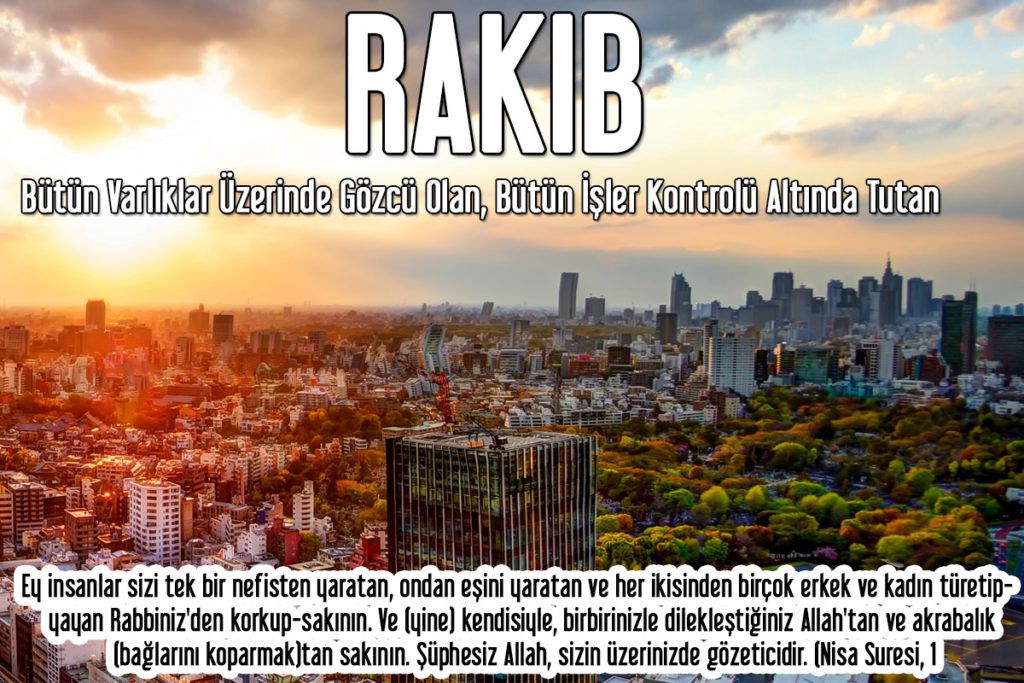 RAKIB
Bütün Varlıklar Üzerinde Gözcü Olan, Bütün İşler Kontrolü Altında Tutan
Ey insanlar sizi tek bir nefisten yaratan, ondan eşini yaratan ve her ikisinden birçok erkek ve kadın türetip-
yayan Rabbiniz'den korkup-sakının. Ve (yine) kendisiyle, birbirinizle dilekleştiğiniz Allah'tan ve akrabalık
(bağlarını koparmak)tan sakının. Şüphesiz Allah, sizin üzerinizde gözeticidir. (Nisa Suresi, 1